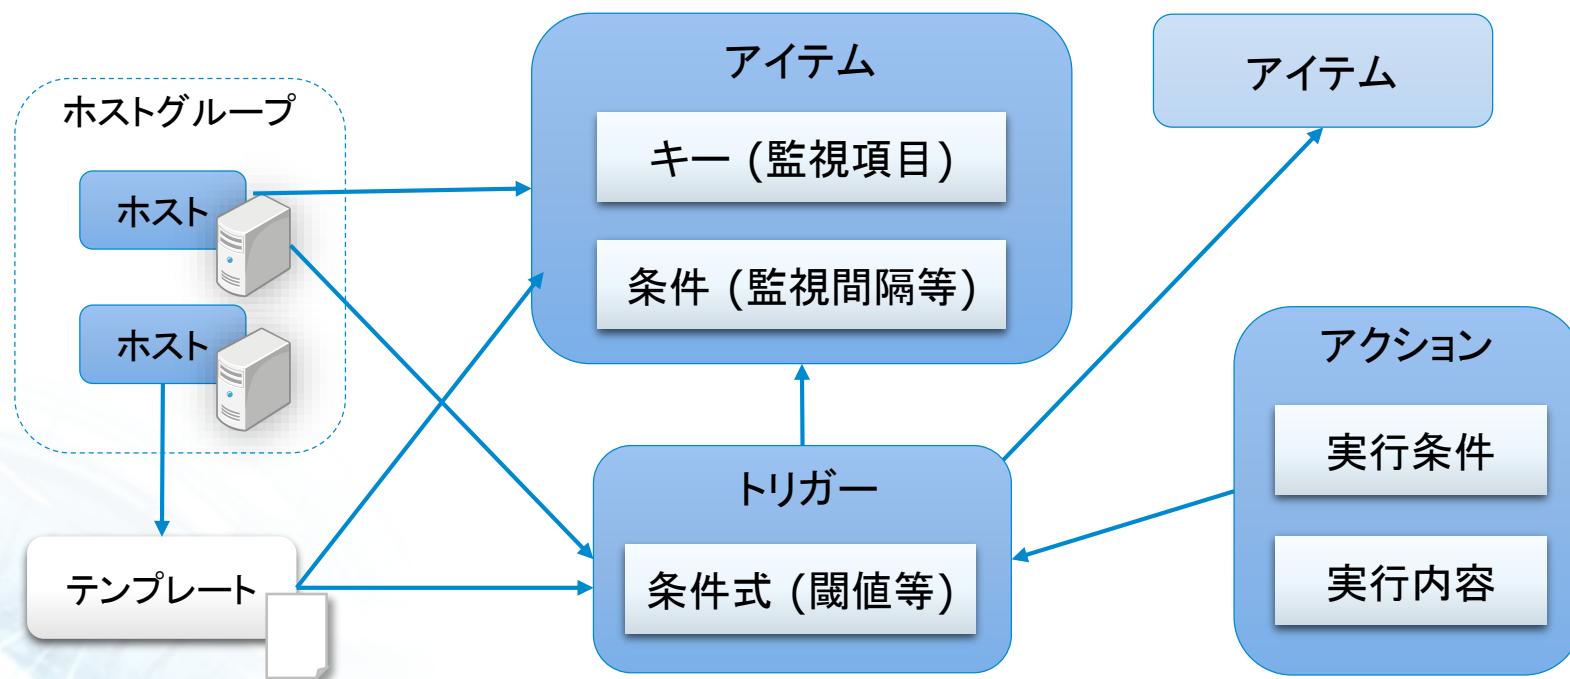 ホストグループ
ホスト
ホスト
テンプレート
アイテム
キー (監視項目)
条件 (監視間隔等)
トリガー
条件式 (閾値等)
アイテム
アクション
実行条件
実行内容